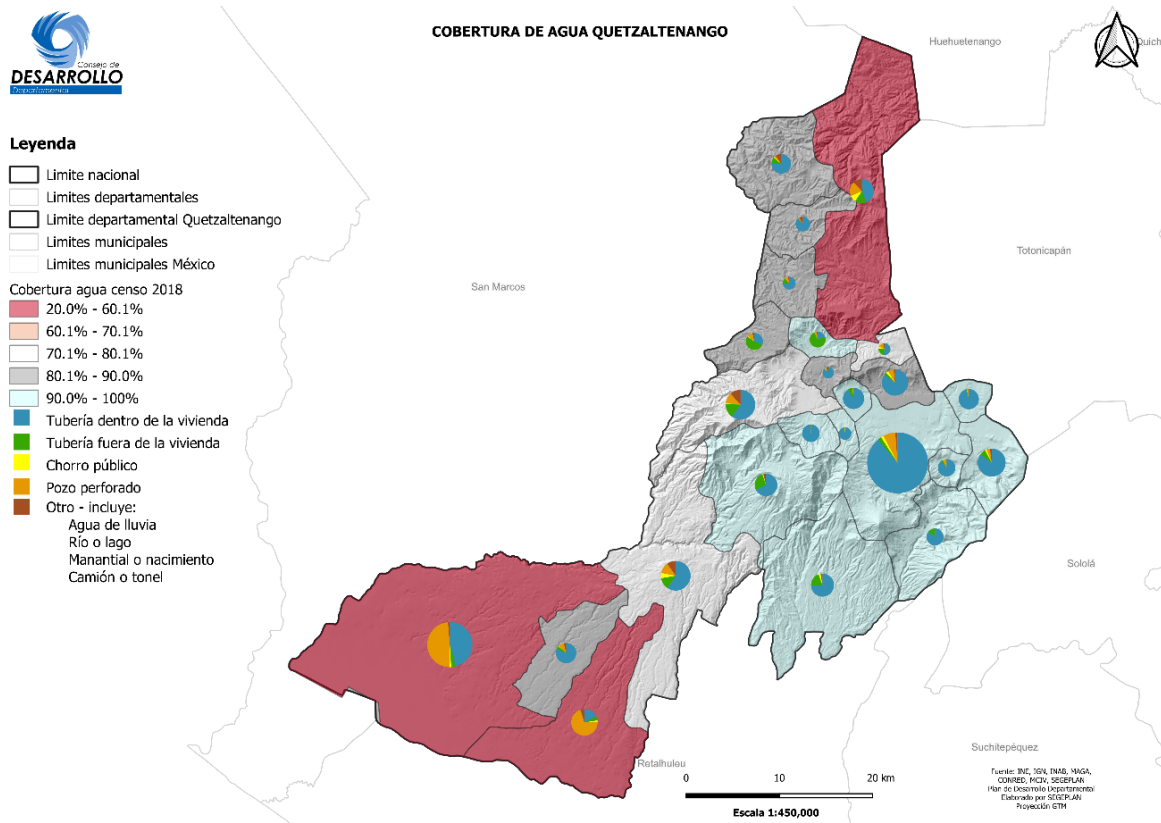 COBERTURA DE AGUA QUETZALTENANGO
Consejo de
DESARROLLO
Departamental
Huehuetenango
Quich
Leyenda
Limite nacional
Limites departamentales
Limite departamental Quetzaltenango
Limites municipales
Limites municipales México
Cobertura agua censo 2018
20.0% - 60.1%
60.1% - 70.1%
70.1% - 80.1%
80.1% - 90.0%
90.0% - 100%
Tubería dentro de la vivienda
Tubería fuera de la vivienda
Chorro público
Pozo perforado
Otro - incluye:
Agua de lluvia
Río o lago
Manantial o nacimiento
Camión o tonel
Totonicapán
San Marcos
Sololá
Suchitepéquez
Retalhuleu
0 10 20 km
Escala 1:450,000
Fuente: INE, IGN, INAB, MAGA,
CONRED, MCIV, SEGEPLAN
Plan de Desarrollo Departamental
Elaborado por SEGEPLAN
Proyección GTM